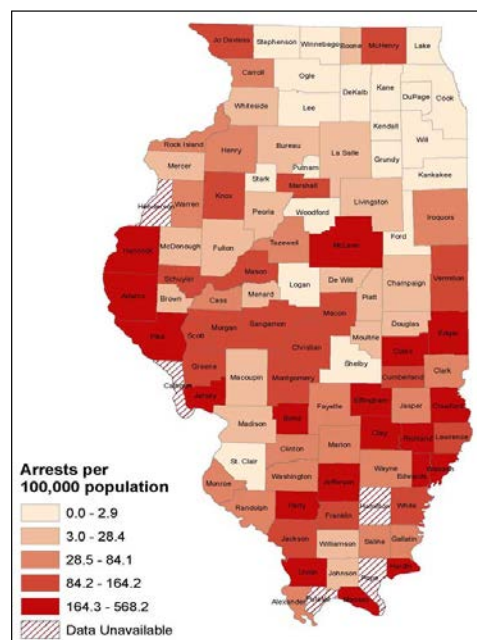 Jo Daviess
Stephenson
Winnebago
Boone
McHenry
Lake
Carroll
Ogle
DeKalb
Kane
Cook
DuPage
Whiteside
Lee
Kendall
Will
Rock Island
Henry
Bureau
La Salle
Grundy
Mercer
Putnam
Kankakee
Stark
Marshall
Knox
Livingston
Henderson
Warren
Peoria
Woodford
Iroquois
McLean
Ford
Hancock
McDonough
Fulton
Tazewell
Mason
Schuyler
Logan
De Witt
Champaign
Vermilion
Adams
Brown
Cass
Menard
Piatt
Macon
Douglas
Edgar
Pike
Scott
Morgan
Sangamon
Moultrie
Coles
Christian
Shelby
Greene
Cumberland
Clark
Calhoun
Macoupin
Montgomery
Jersey
Effingham
Jasper
Crawford
Fayette
Bond
Madison
Clay
Richland
Lawrence
Clinton
Marion
St. Clair
Wayne
Edwards
Wabash
Washington
Monroe
Jefferson
Hamilton
White
Randolph
Perry
Franklin
Jackson
Williamson
Saline
Gallatin
Union
Johnson
Pope
Hardin
Alexander
Pulaski
Massac
Arrests per
100,000 population
0.0 - 2.9
3.0 - 28.4
28.5 - 84.1
84.2 - 164.2
164.3 - 568.2
Data Unavailable